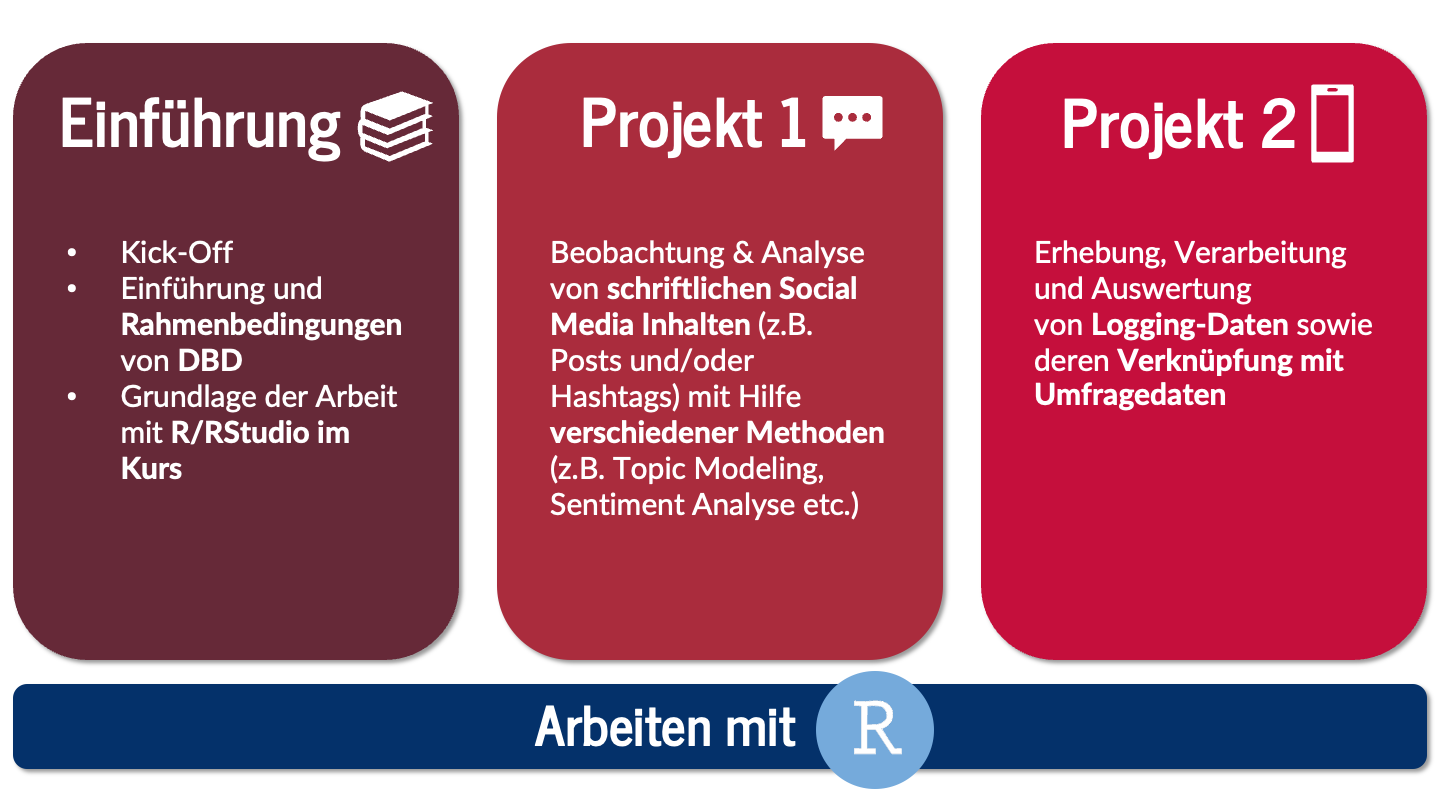 Einführung
• Kick-Off
• Einführung und
Rahmenbedingungen
von DBD
• Grundlage der Arbeit
mit R/RStudio im
Kurs
Projekt 1
Beobachtung & Analyse
von schriftlichen Social
Media Inhalten (z.B.
Posts und/oder
Hashtags) mit Hilfe
verschiedener Methoden
(z.B. Topic Modeling,
Sentiment Analyse etc.)
Projekt 2
Erhebung, Verarbeitung
und Auswertung
von Logging-Daten sowie
deren Verknüpfung mit
Umfragedaten
Arbeiten mit R